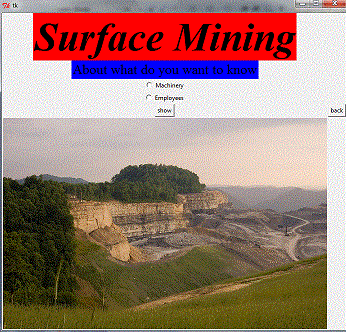 tk
Surface Mining
About what do you want to know
Machinery
Employees
show back